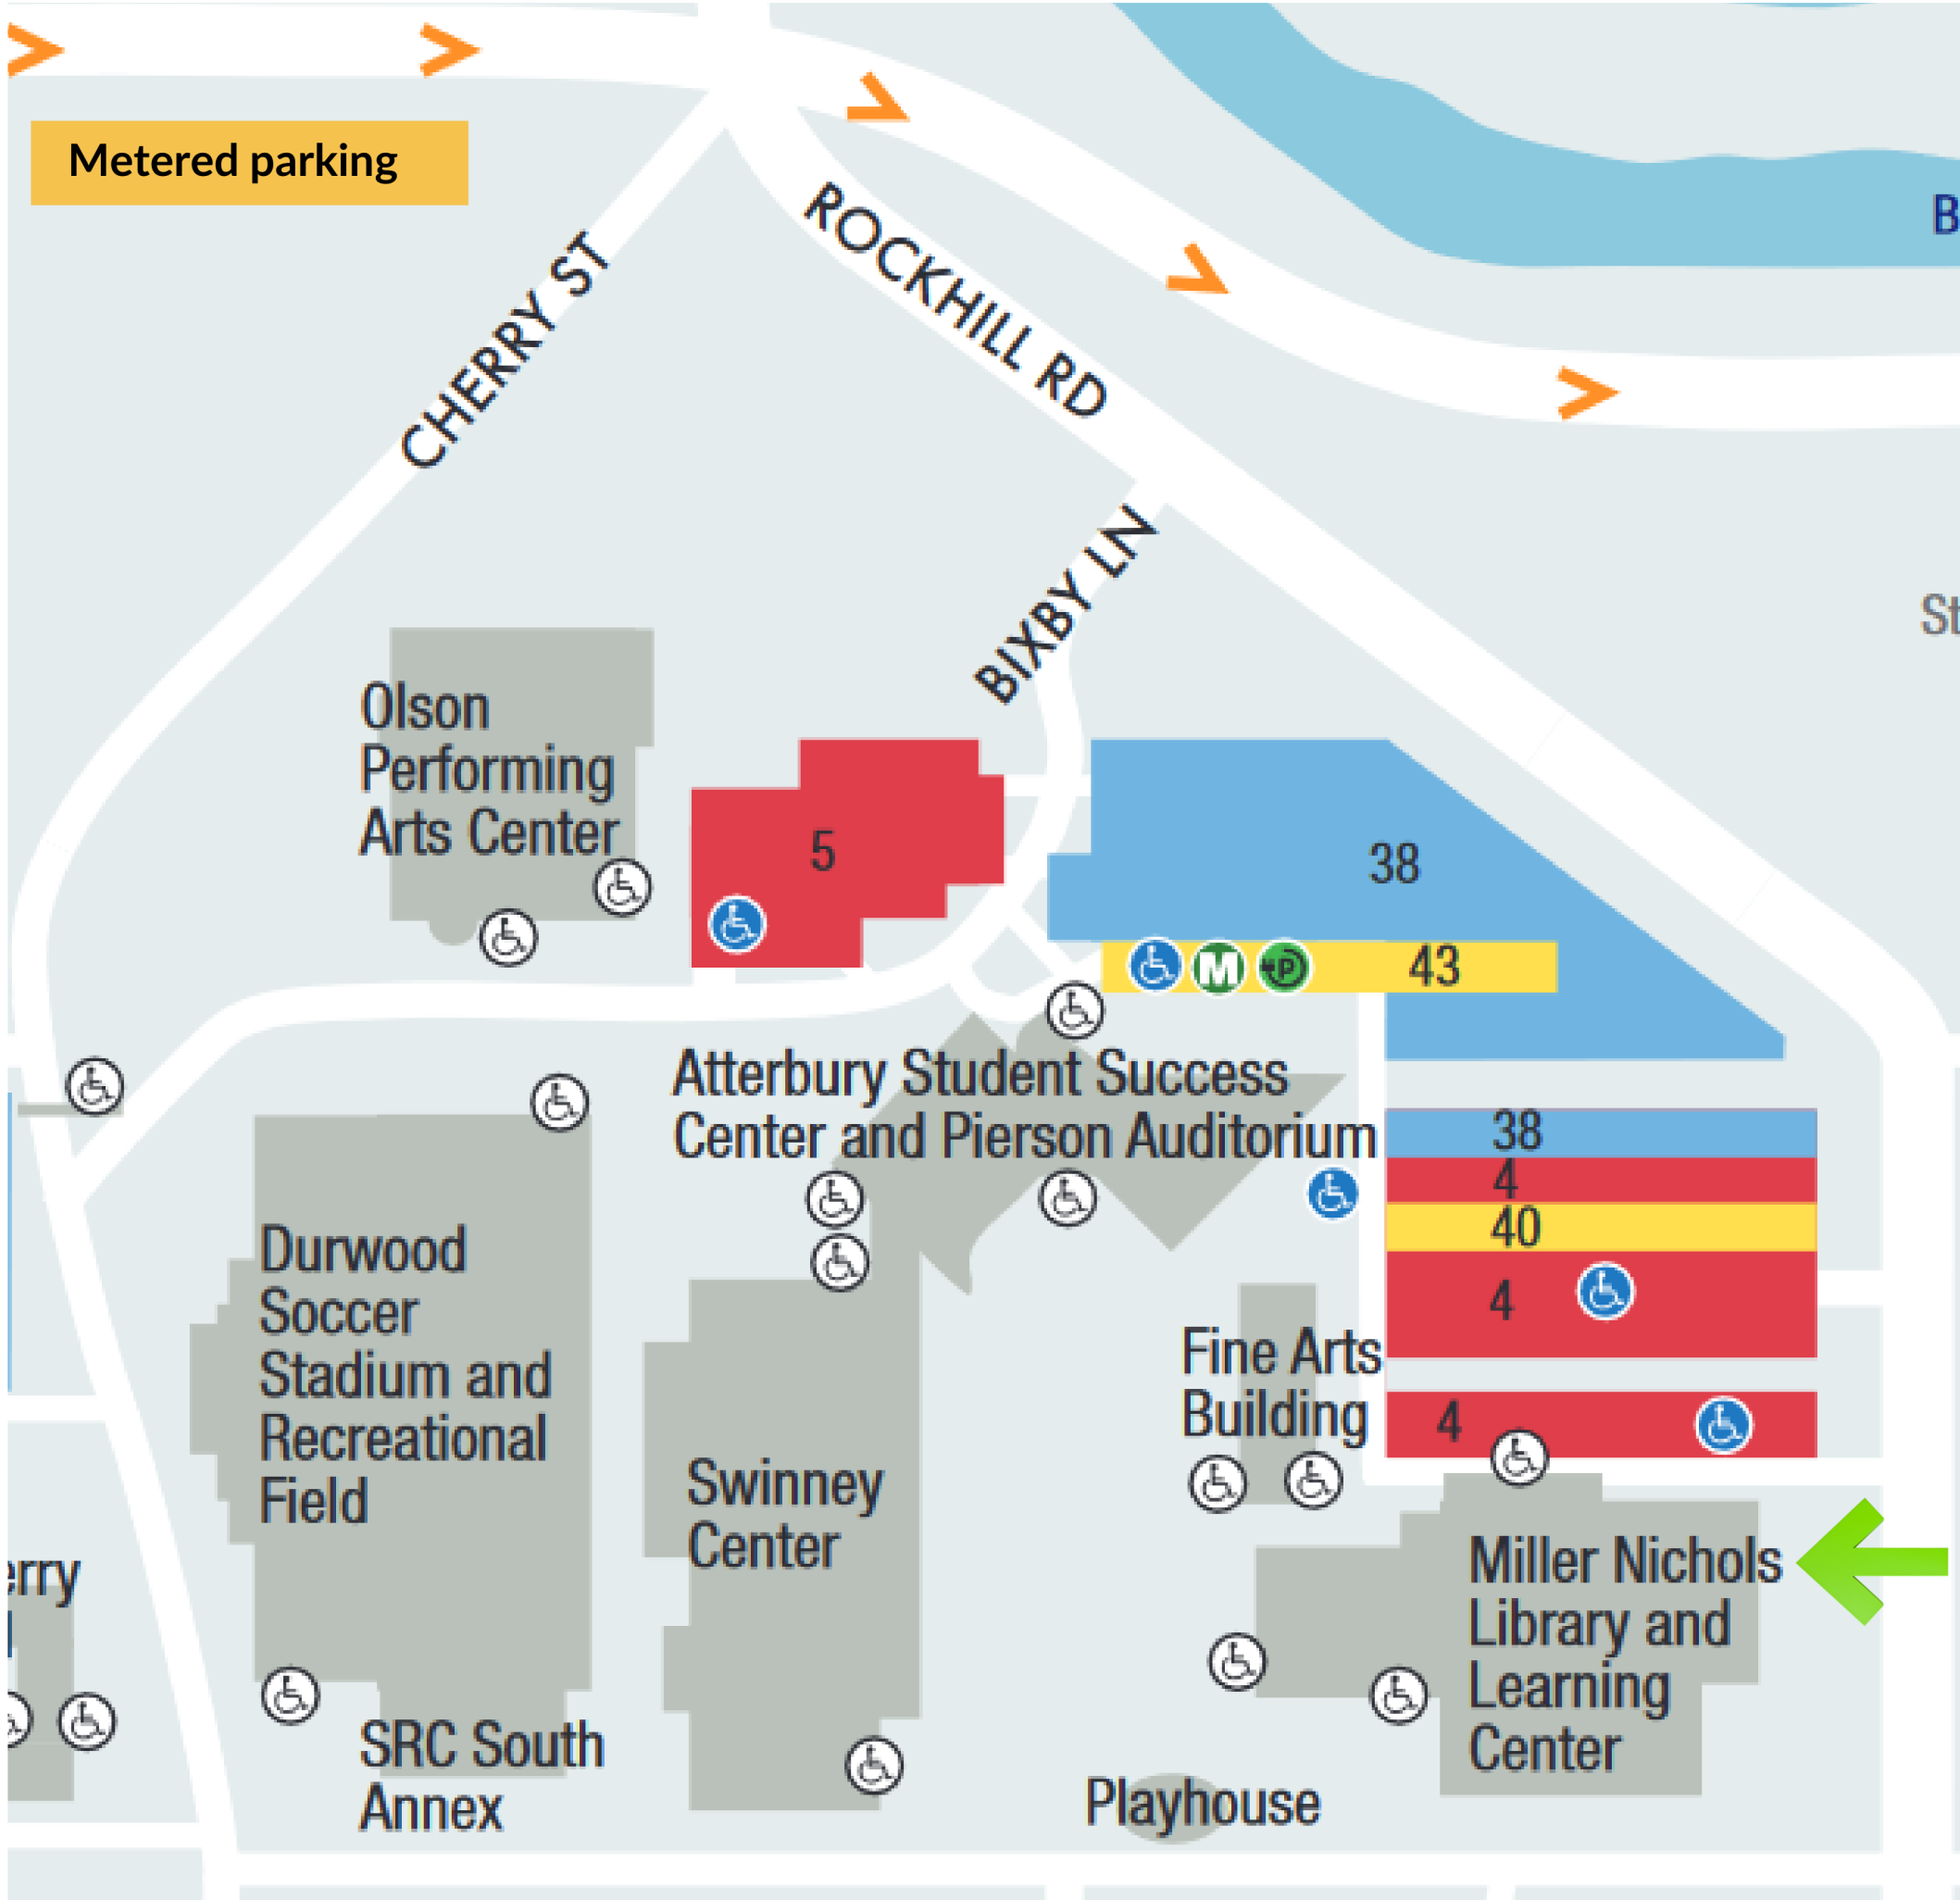 Metered parking
B
CHERRY ST
ROCKHILL RD
BIXBY LN
St
Olson
Performing
Arts Center
5
38
43
M
P
Atterbury Student Success
Center and Pierson Auditorium
38
4
40
4
4
Durwood
Soccer
Stadium and
Recreational
Field
Fine Arts
Building
Swinney
Center
erry
Miller Nichols
Library and
Learning
Center
SRC South
Annex
Playhouse